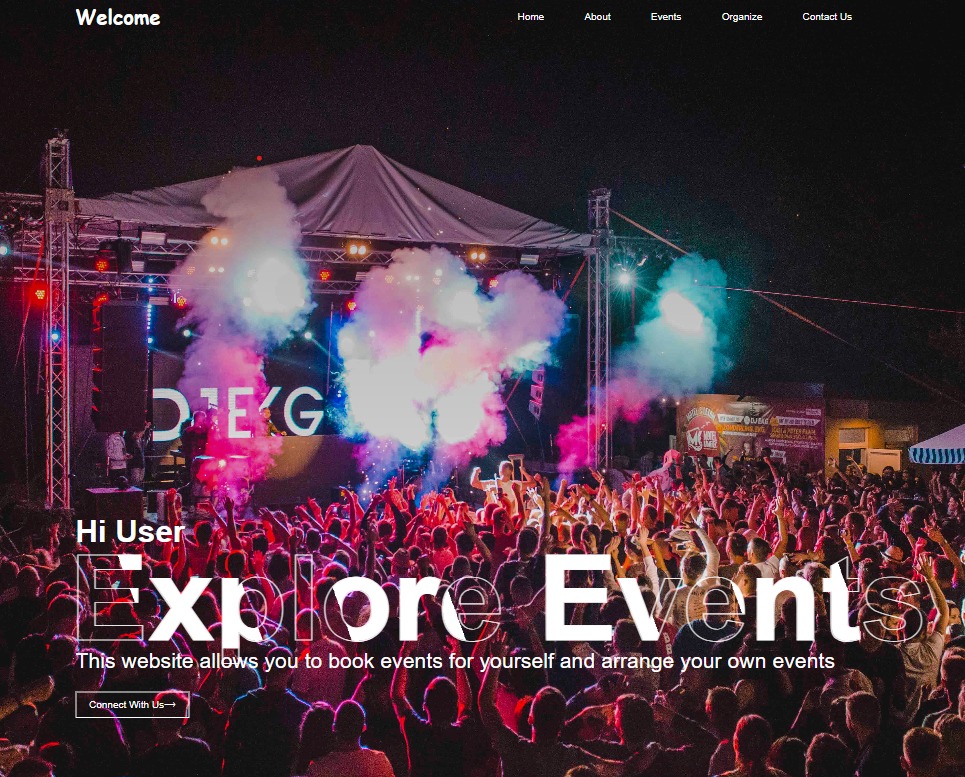 Welcome
Home About Events Organize Contact Us
DJEKG
Hi User
Explore Events
This website allows you to book events for yourself and arrange your own events
Connect With Us→